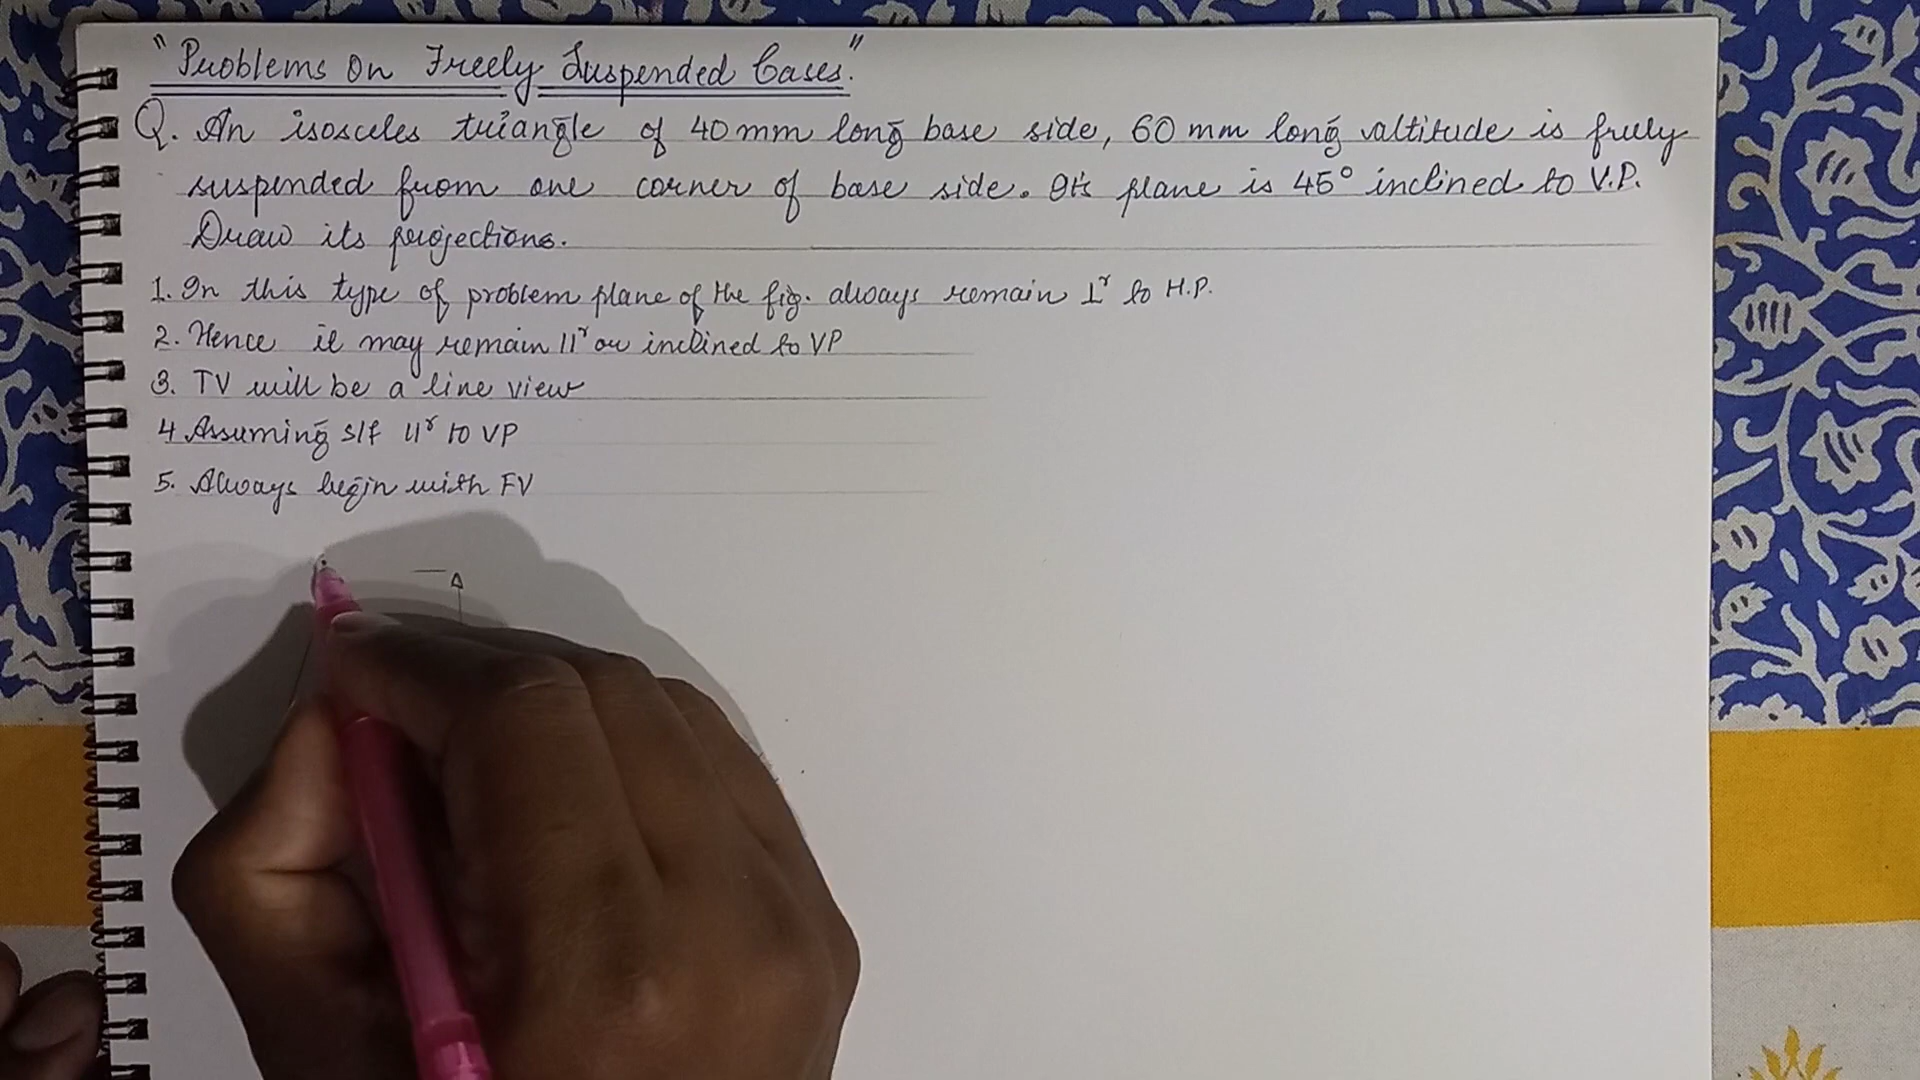 "Problems On Freely Suspended Cases."
Q. An isosceles triangle of 40 mm long base side, 60 mm long altitude is freely
suspended from one corner of base side. It's plane is 45° inclined to V.P.
Draw its projections.
1. In this type of problem plane of the fig. always remain ⊥ʳ to H.P.
2. Hence it may remain 11ʳ or inclined to VP
3. TV will be a line view
4 Assuming s/f 11ʳ to VP
5. Always begin with FV